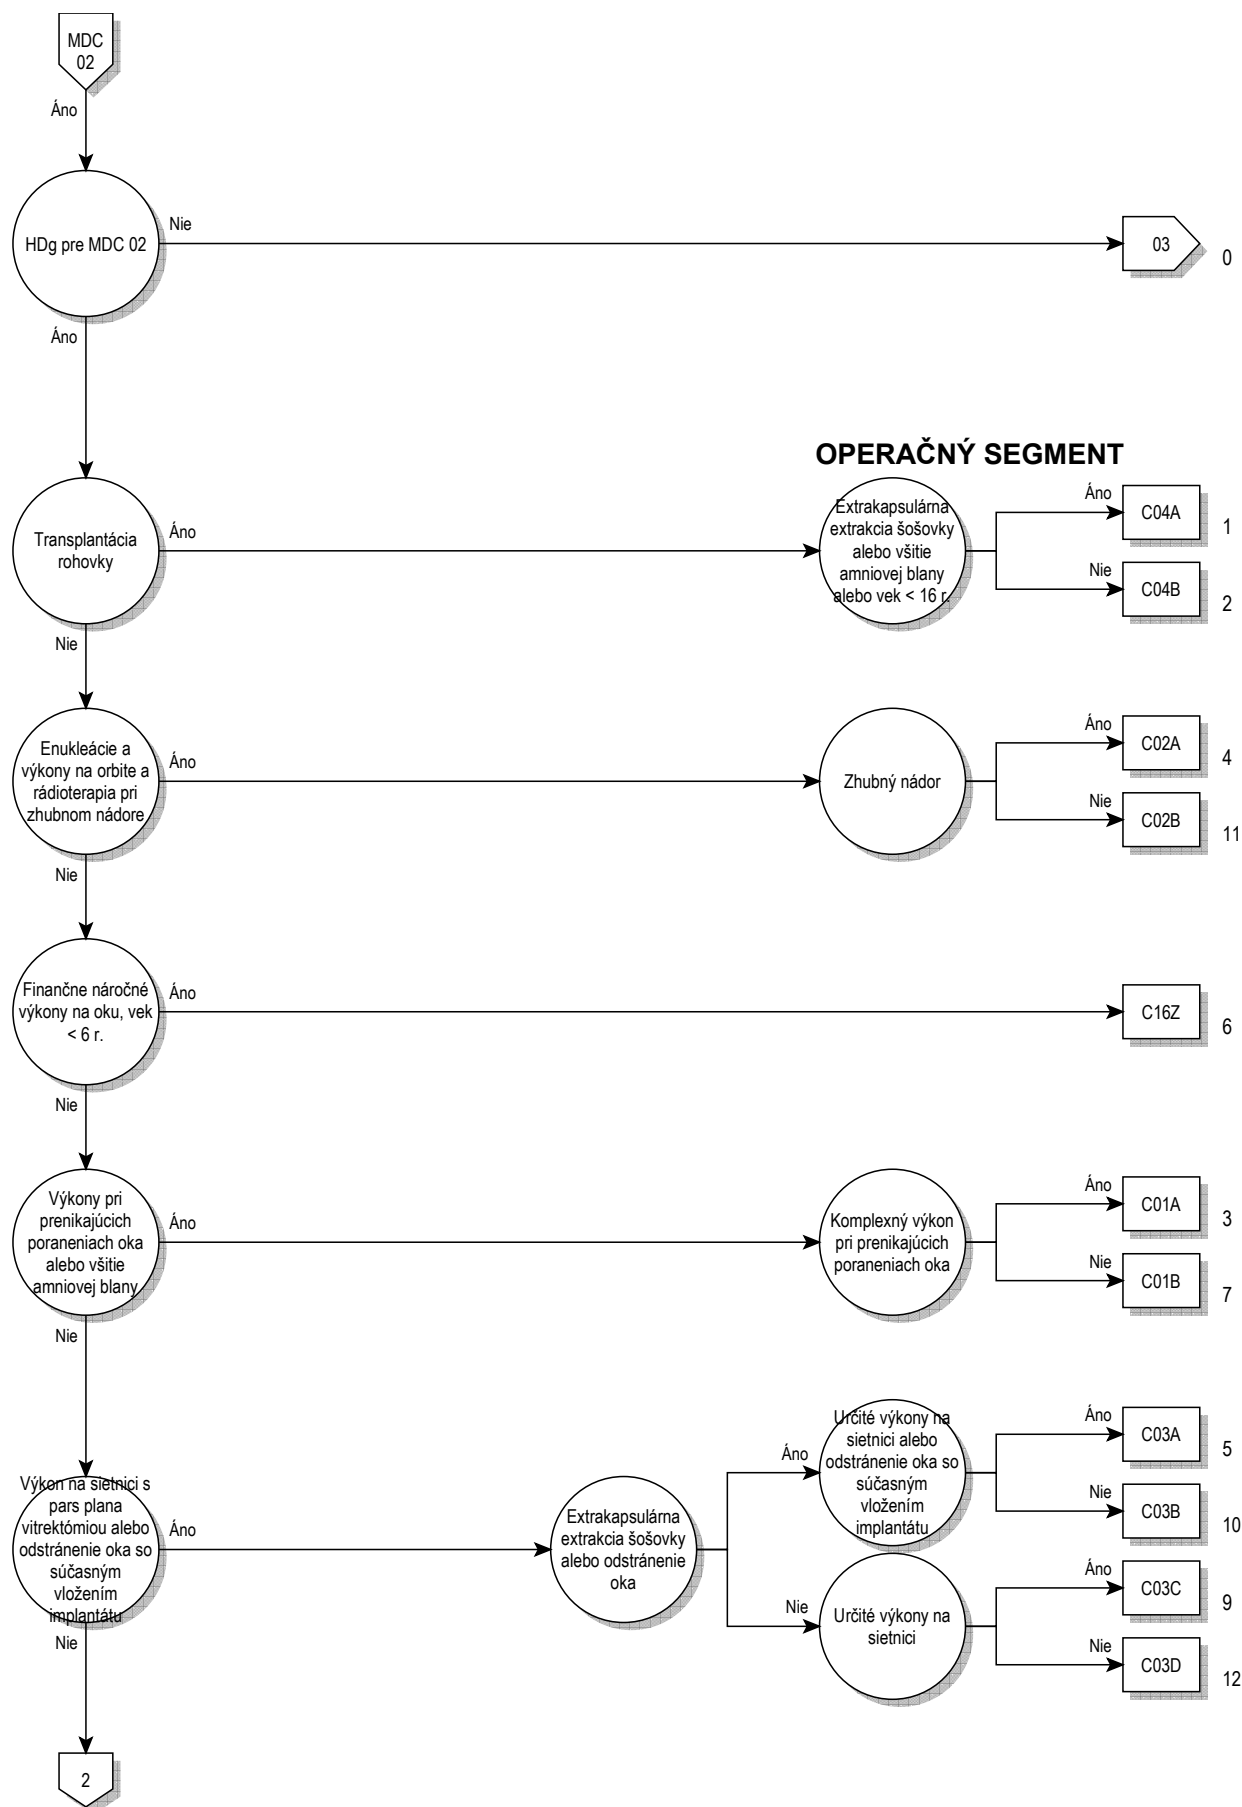 MDC
02
Áno
HDg pre MDC 02
Nie
03
0
Áno
OPERAČNÝ SEGMENT
Transplantácia
rohovky
Áno
Extrakapsulárna
extrakcia šošovky
alebo všitie
amniovej blany
alebo vek < 16 r.
Áno
C04A
1
Nie
C04B
2
Nie
Enukleácie a
výkony na orbite a
rádioterapia pri
zhubnom nádore
Áno
Zhubný nádor
Áno
C02A
4
Nie
C02B
11
Nie
Finančne náročné
výkony na oku, vek
< 6 r.
Áno
C16Z
6
Nie
Výkony pri
prenikajúcich
poraneniach oka
alebo všitie
amniovej blany
Áno
Komplexný výkon
pri prenikajúcich
poraneniach oka
Áno
C01A
3
Nie
C01B
7
Nie
Výkon na sietnici s
pars plana
vitrektómiou alebo
odstránenie oka so
súčasným
vložením
implantátu
Áno
Extrakapsulárna
extrakcia šošovky
alebo odstránenie
oka
Áno
Určité výkony na
sietnici alebo
odstránenie oka so
súčasným
vložením
implantátu
Áno
C03A
5
Nie
C03B
10
Nie
Určité výkony na
sietnici
Áno
C03C
9
Nie
C03D
12
Nie
2